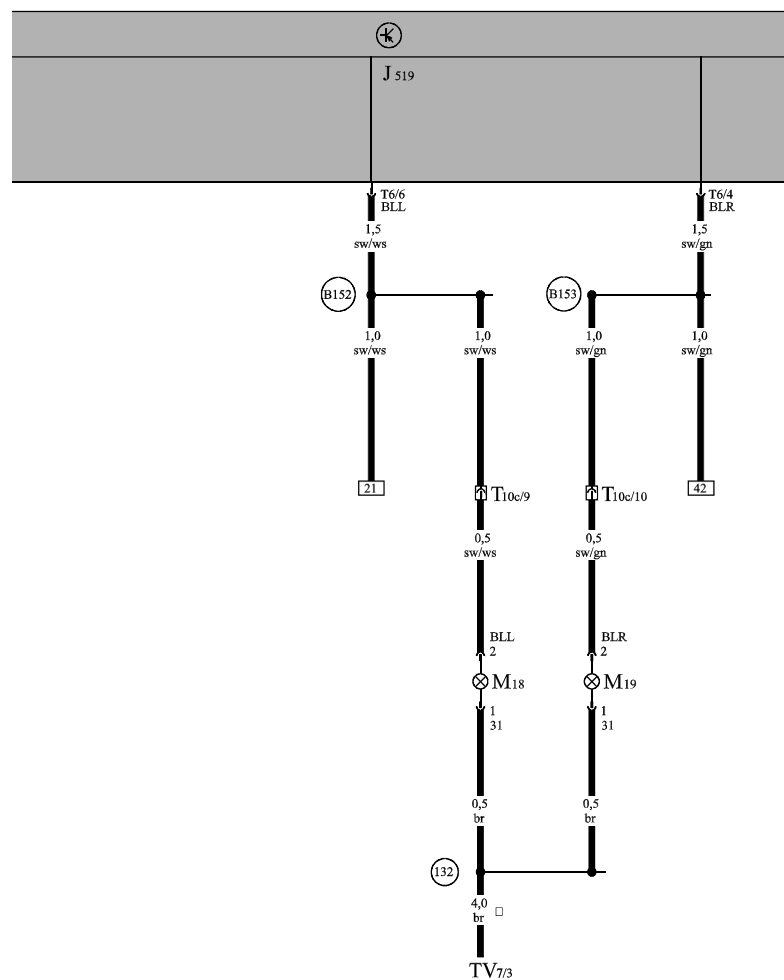 J 519
T6/6
BLL
T6/4
BLR
1,5
sw/ws
1,5
sw/gn
B152
B153
1,0
sw/ws
1,0
sw/ws
1,0
sw/gn
1,0
sw/gn
21
T10c/9
T10c/10
42
0,5
sw/ws
0,5
sw/gn
BLL
2
BLR
2
M18
M19
1
31
1
31
0,5
br
0,5
br
132
4,0
br
TV7/3